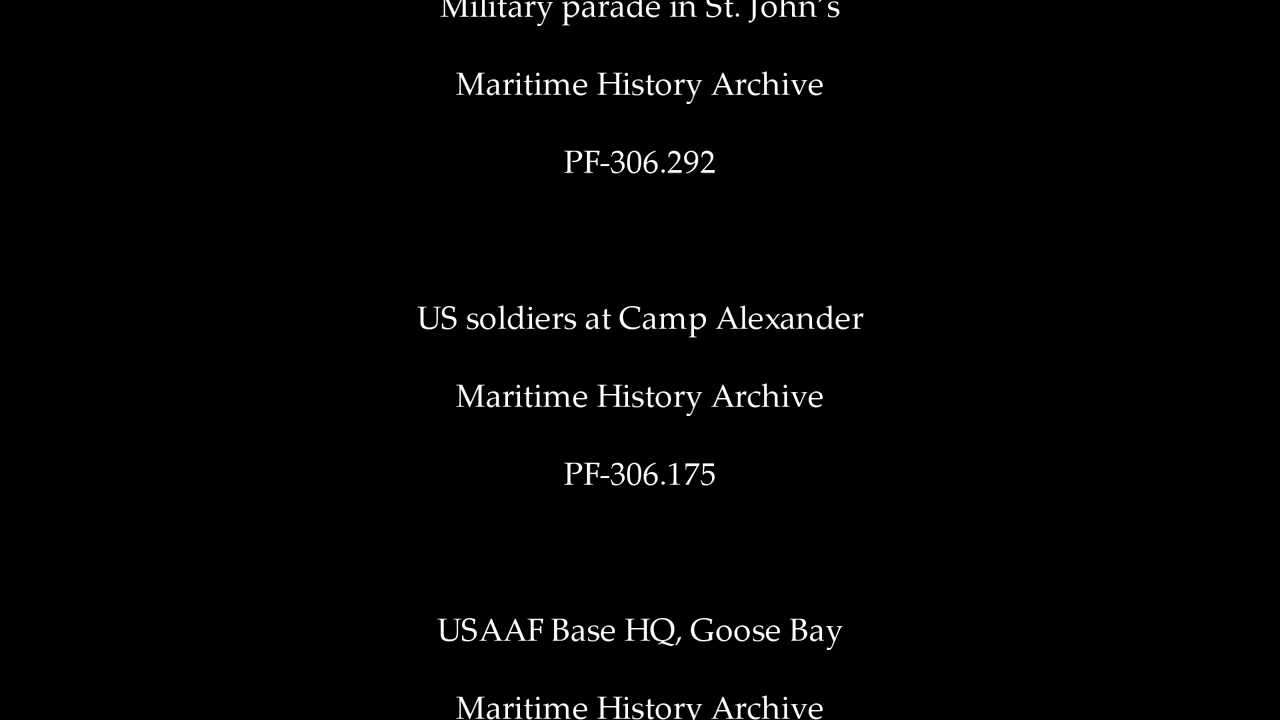 Military parade in St. John's
Maritime History Archive
PF-306.292
US soldiers at Camp Alexander
Maritime History Archive
PF-306.175
USAAF Base HQ, Goose Bay
Maritime History Archive